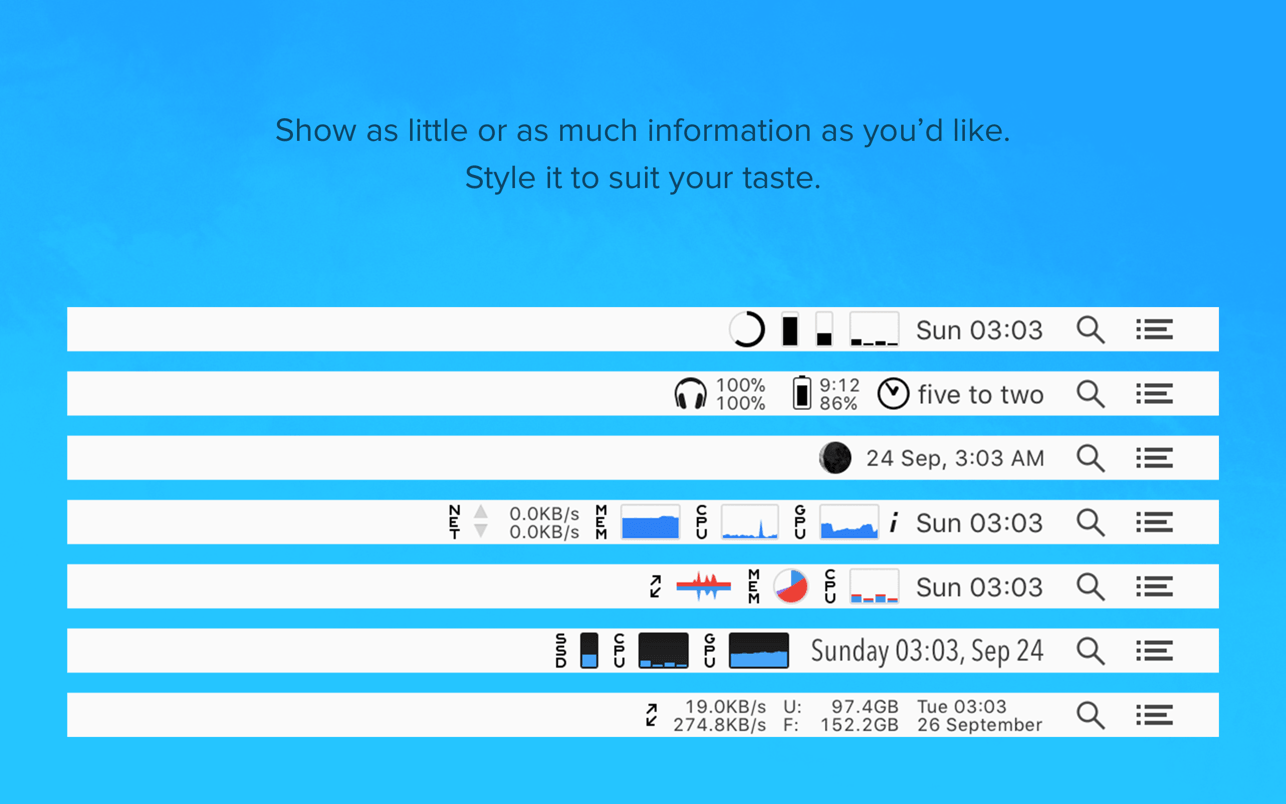 Show as little or as much information as you’d like.
Style it to suit your taste.
Sun 03:03
100% 9:12 five to two
100% 86%
24 Sep, 3:03 AM
NET 0.0KB/s MEM CPU GPU i Sun 03:03
0.0KB/s
MEM CPU Sun 03:03
SSD CPU GPU Sunday 03:03, Sep 24
19.0KB/s U: 97.4GB Tue 03:03
274.8KB/s F: 152.2GB 26 September